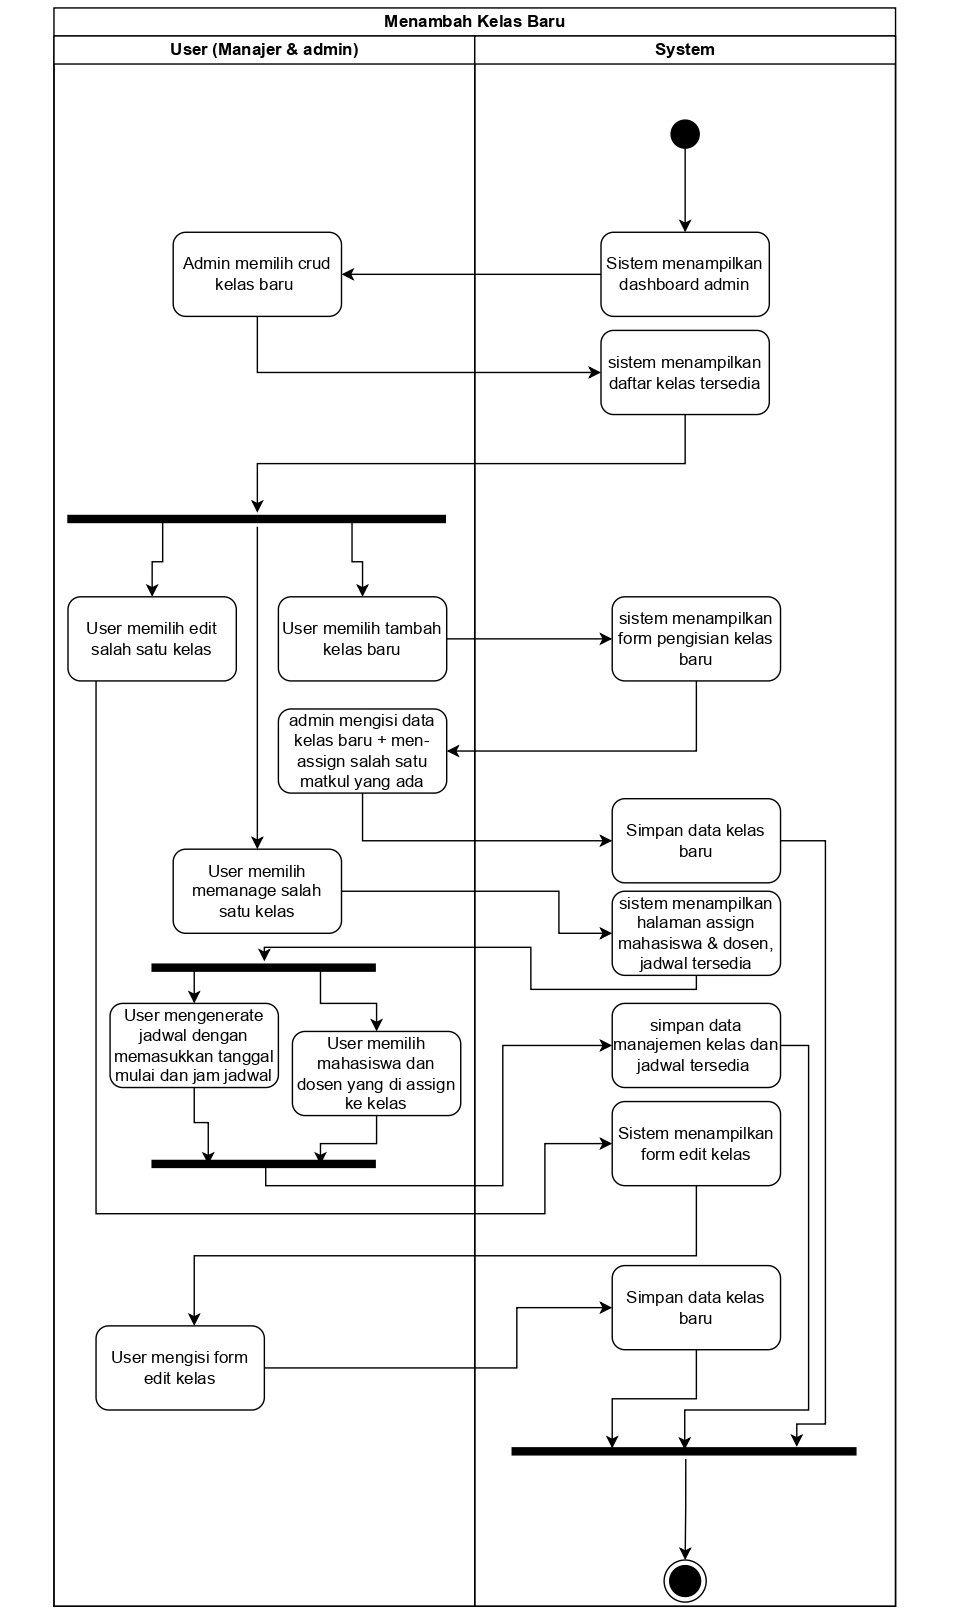 Menambah Kelas Baru
User (Manajer & admin)
System
Admin memilih crud
kelas baru
Sistem menampilkan
dashboard admin
sistem menampilkan
daftar kelas tersedia
User memilih edit
salah satu kelas
User memilih tambah
kelas baru
sistem menampilkan
form pengisian kelas
baru
admin mengisi data
kelas baru + men-
assign salah satu
matkul yang ada
Simpan data kelas
baru
User memilih
memanage salah
satu kelas
sistem menampilkan
halaman assign
mahasiswa & dosen,
jadwal tersedia
User mengenerate
jadwal dengan
memasukkan tanggal
mulai dan jam jadwal
User memilih
mahasiswa dan
dosen yang di assign
ke kelas
simpan data
manajemen kelas dan
jadwal tersedia
Sistem menampilkan
form edit kelas
Simpan data kelas
baru
User mengisi form
edit kelas